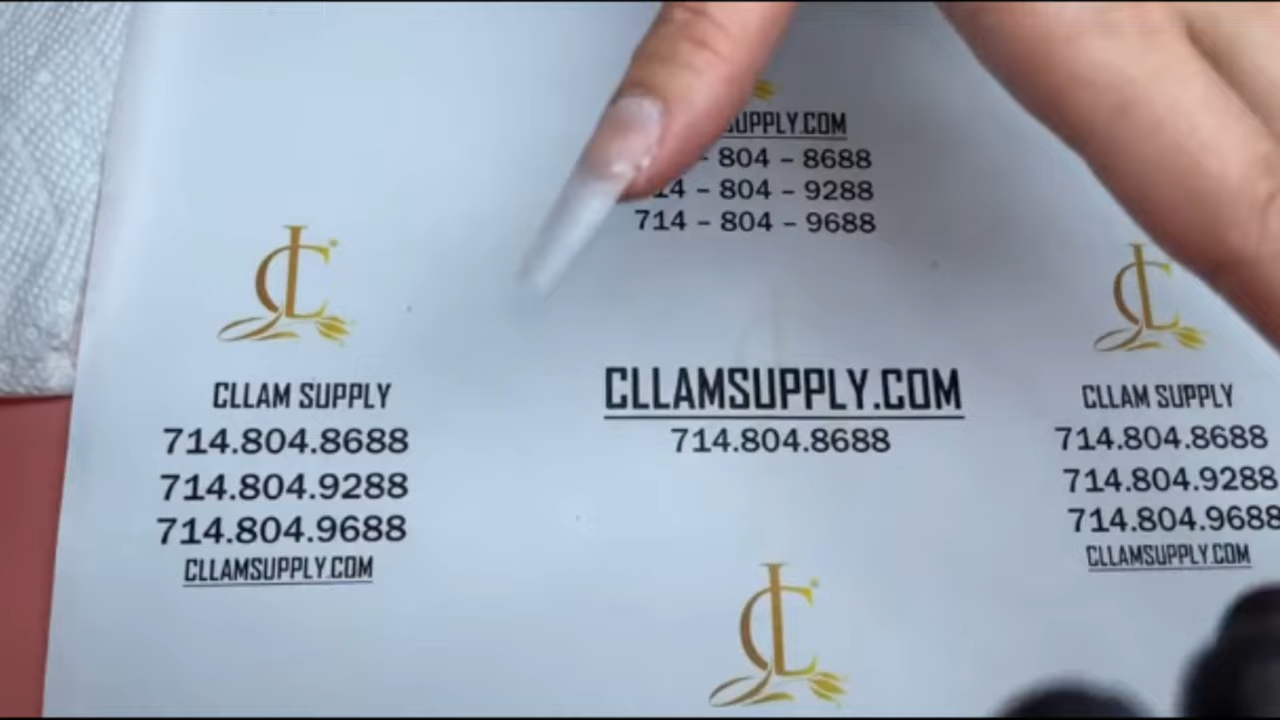 SUPPLY.COM
- 804 - 8688
14 - 804 - 9288
714 - 804 - 9688
CLLAM SUPPLY
714.804.8688
714.804.9288
714.804.9688
CLLAMSUPPLY.COM
CLLAMSUPPLY.COM
714.804.8688
CLLAM SUPPLY
714.804.8688
714.804.9288
714.804.9688
CLLAMSUPPLY.COM